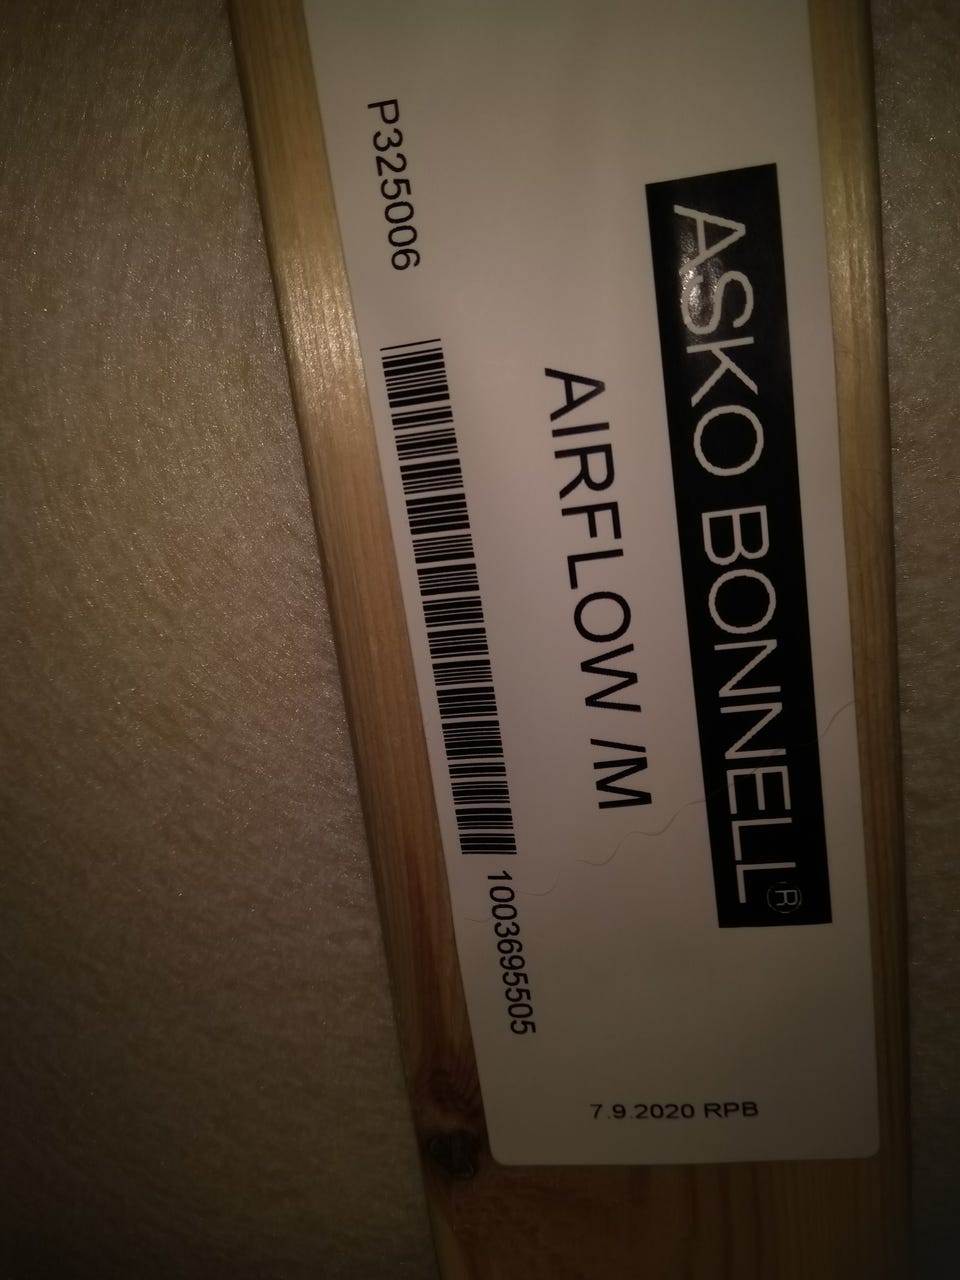 ASKO BONNELL®
AIRFLOW /M
P325006
1003695505
7.9.2020 RPB